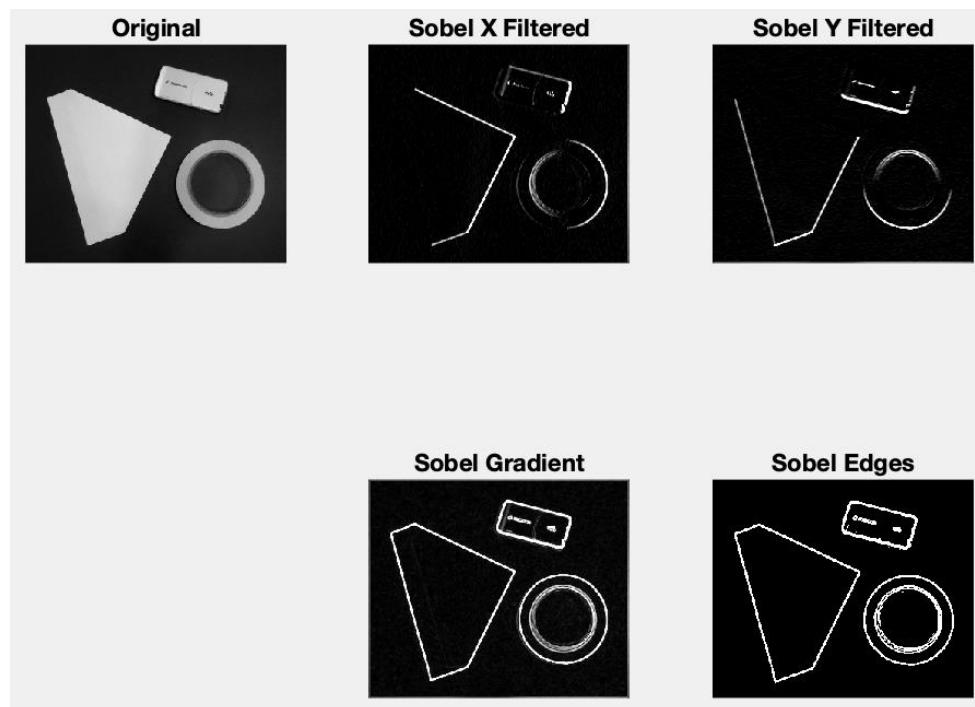 Original
Sobel X Filtered
Sobel Y Filtered
Sobel Gradient
Sobel Edges